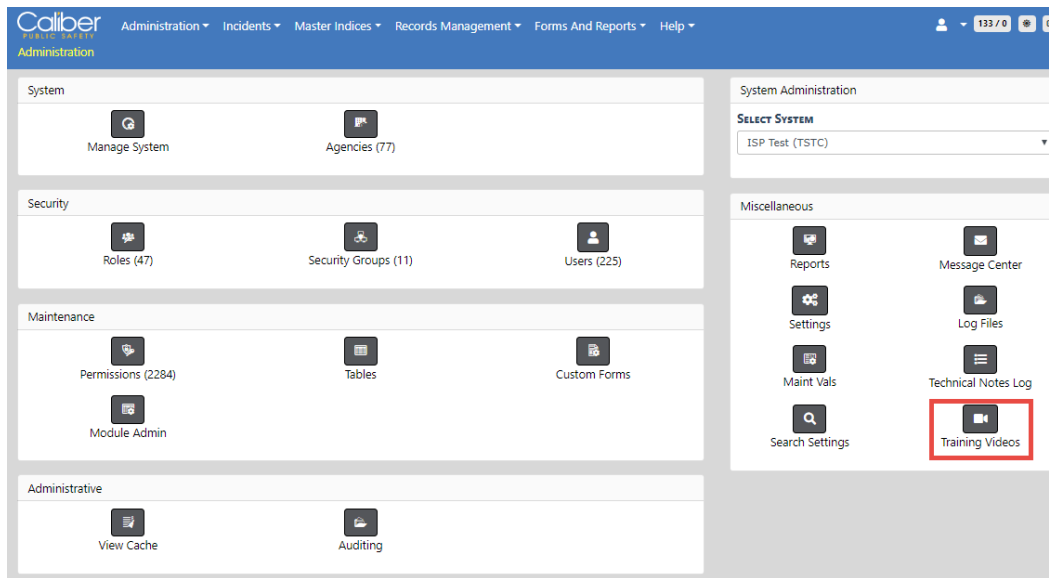 Caliber
PUBLIC SAFETY
Administration Incidents Master Indices Records Management Forms And Reports Help
133 / 0
Administration
System
Manage System
Agencies (77)
Security
Roles (47)
Security Groups (11)
Users (225)
Maintenance
Permissions (2284)
Tables
Custom Forms
Module Admin
Administrative
View Cache
Auditing
System Administration
SELECT SYSTEM
ISP Test (TSTC)
Miscellaneous
Reports
Message Center
Settings
Log Files
Maint Vals
Technical Notes Log
Search Settings
Training Videos